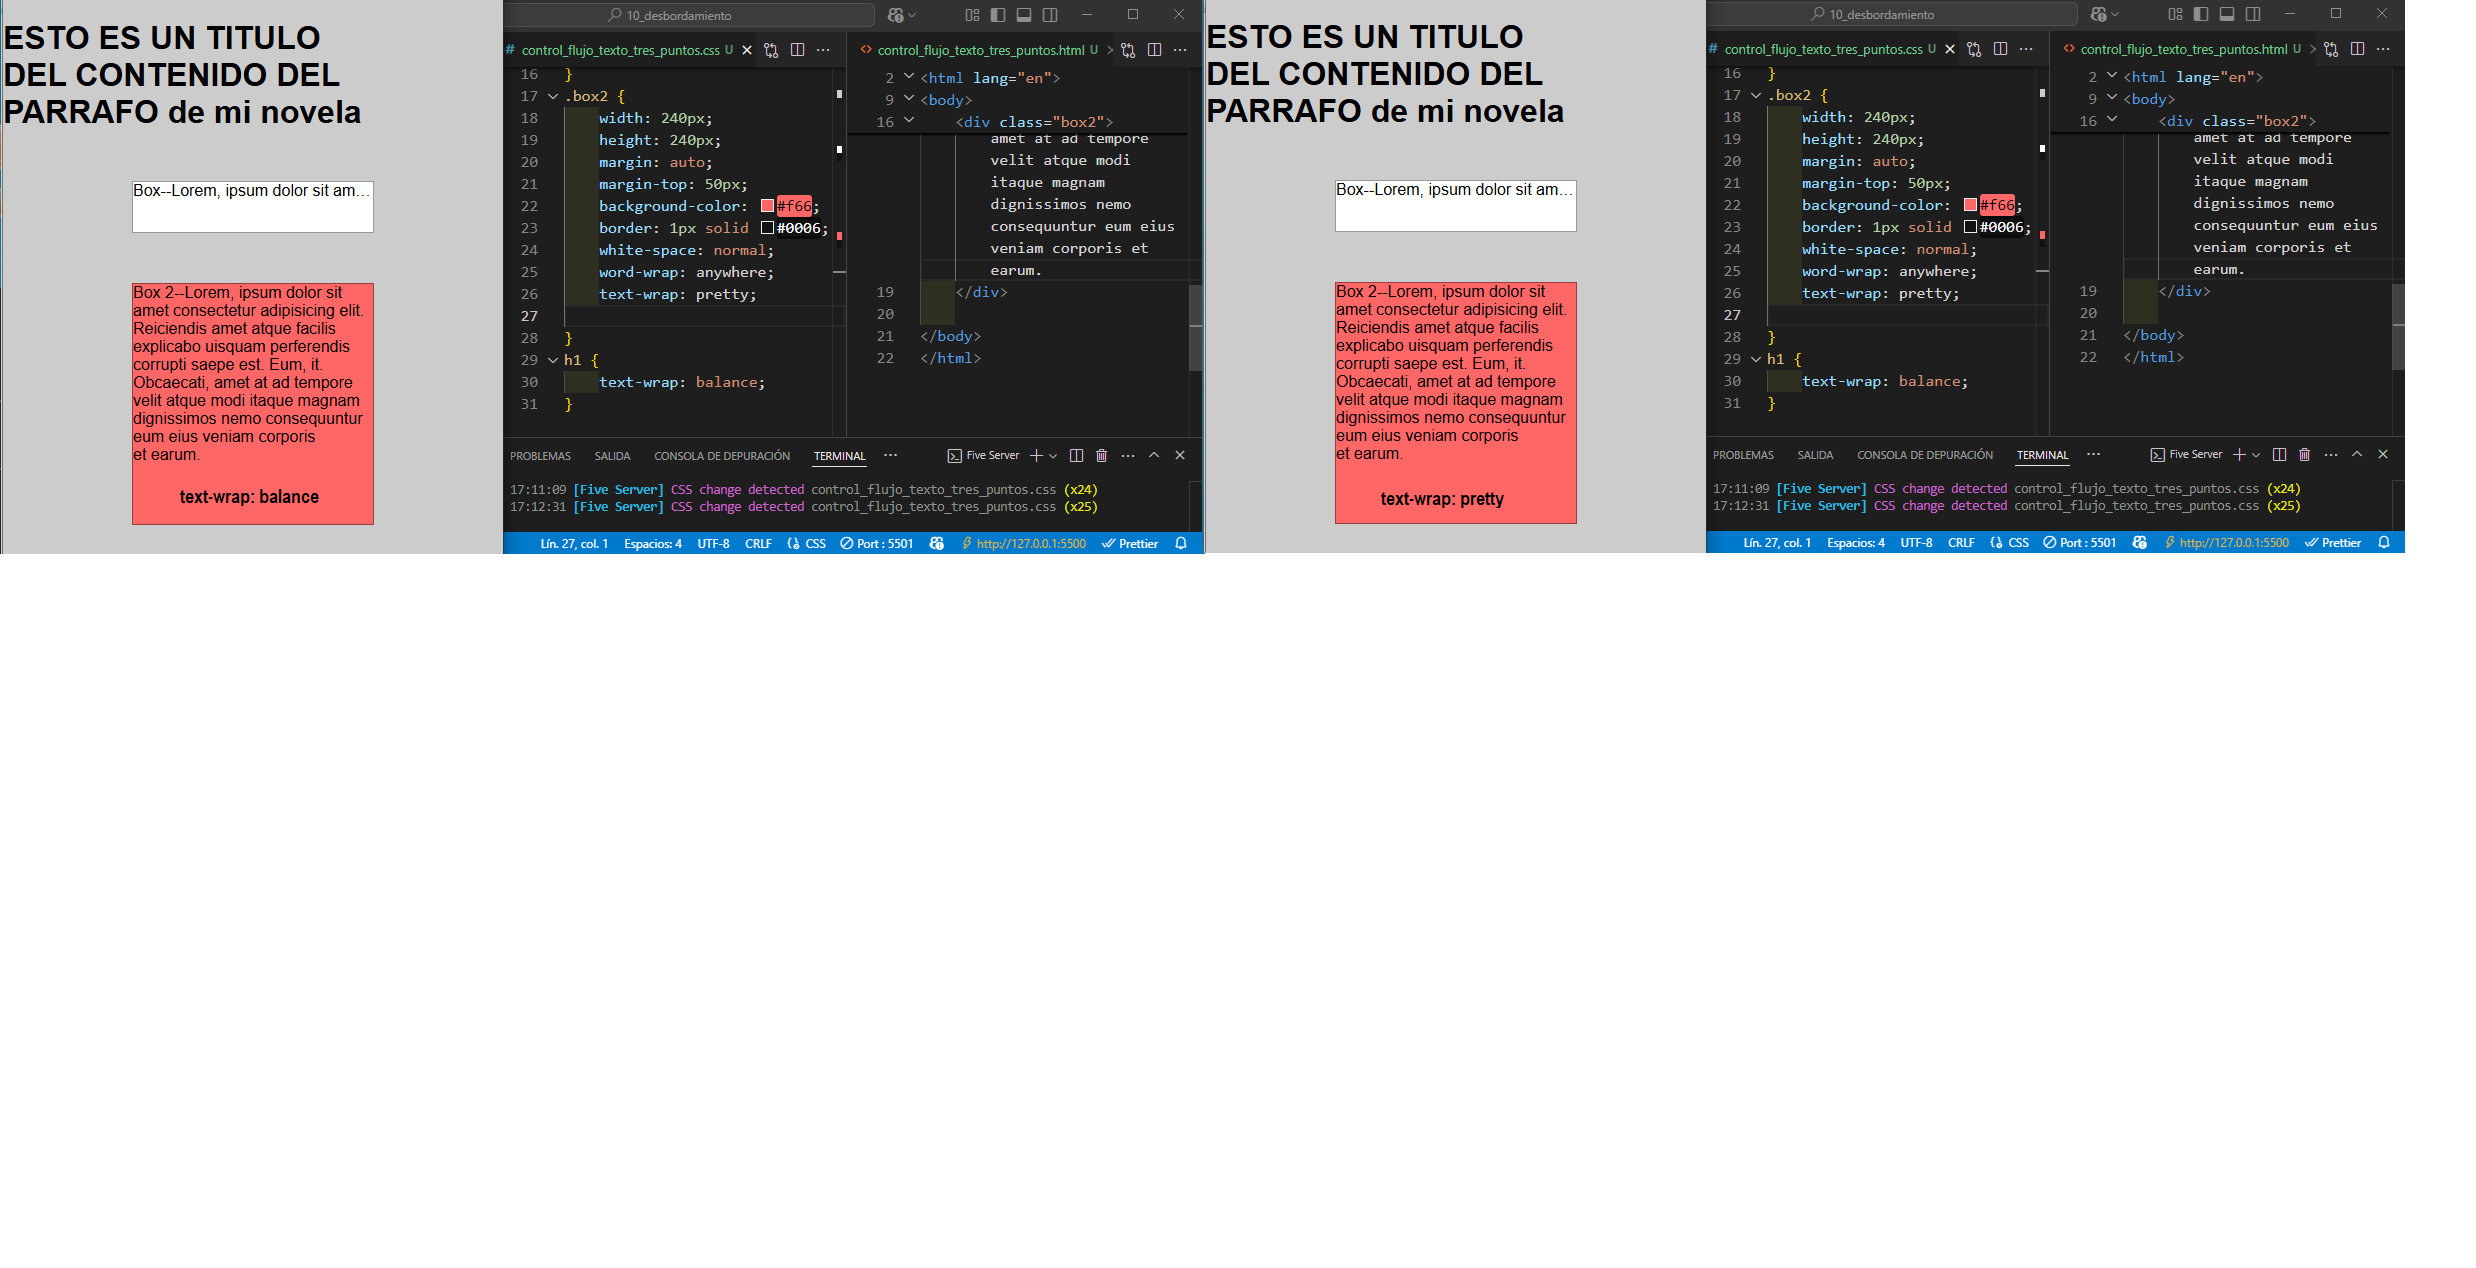 ESTO ES UN TITULO
DEL CONTENIDO DEL
PARRAFO de mi novela
Box--Lorem, ipsum dolor sit am...
Box 2--Lorem, ipsum dolor sit
amet consectetur adipisicing elit.
Reiciendis amet atque facilis
explicabo uisquam perferendis
corrupti saepe est. Eum, it.
Obcaecati, amet at ad tempore
velit atque modi itaque magnam
dignissimos nemo consequuntur
eum eius veniam corporis
et earum.
text-wrap: balance
10_desbordamiento
# control_flujo_texto_tres_puntos.css U
16 }
17 .box2 {
18 width: 240px;
19 height: 240px;
20 margin: auto;
21 margin-top: 50px;
22 background-color: #f66;
23 border: 1px solid #0006;
24 white-space: normal;
25 word-wrap: anywhere;
26 text-wrap: pretty;
27
28 }
29 h1 {
30 text-wrap: balance;
31 }
<> control_flujo_texto_tres_puntos.html U
2 <html lang="en">
9 <body>
16 <div class="box2">
amet at ad tempore
velit atque modi
itaque magnam
dignissimos nemo
consequuntur eum eius
veniam corporis et
earum.
19 </div>
20
21 </body>
22 </html>
PROBLEMAS SALIDA CONSOLA DE DEPURACIÓN TERMINAL ... Five Server
17:11:09 [Five Server] CSS change detected control_flujo_texto_tres_puntos.css (x24)
17:12:31 [Five Server] CSS change detected control_flujo_texto_tres_puntos.css (x25)
Lín. 27, col. 1 Espacios: 4 UTF-8 CRLF {} CSS Port : 5501 http://127.0.0.1:5500 Prettier
ESTO ES UN TITULO
DEL CONTENIDO DEL
PARRAFO de mi novela
Box--Lorem, ipsum dolor sit am...
Box 2--Lorem, ipsum dolor sit
amet consectetur adipisicing elit.
Reiciendis amet atque facilis
explicabo uisquam perferendis
corrupti saepe est. Eum, it.
Obcaecati, amet at ad tempore
velit atque modi itaque magnam
dignissimos nemo consequuntur
eum eius veniam corporis
et earum.
text-wrap: pretty
10_desbordamiento
# control_flujo_texto_tres_puntos.css U
16 }
17 .box2 {
18 width: 240px;
19 height: 240px;
20 margin: auto;
21 margin-top: 50px;
22 background-color: #f66;
23 border: 1px solid #0006;
24 white-space: normal;
25 word-wrap: anywhere;
26 text-wrap: pretty;
27
28 }
29 h1 {
30 text-wrap: balance;
31 }
<> control_flujo_texto_tres_puntos.html U
2 <html lang="en">
9 <body>
16 <div class="box2">
amet at ad tempore
velit atque modi
itaque magnam
dignissimos nemo
consequuntur eum eius
veniam corporis et
earum.
19 </div>
20
21 </body>
22 </html>
PROBLEMAS SALIDA CONSOLA DE DEPURACIÓN TERMINAL ... Five Server
17:11:09 [Five Server] CSS change detected control_flujo_texto_tres_puntos.css (x24)
17:12:31 [Five Server] CSS change detected control_flujo_texto_tres_puntos.css (x25)
Lín. 27, col. 1 Espacios: 4 UTF-8 CRLF {} CSS Port : 5501 http://127.0.0.1:5500 Prettier